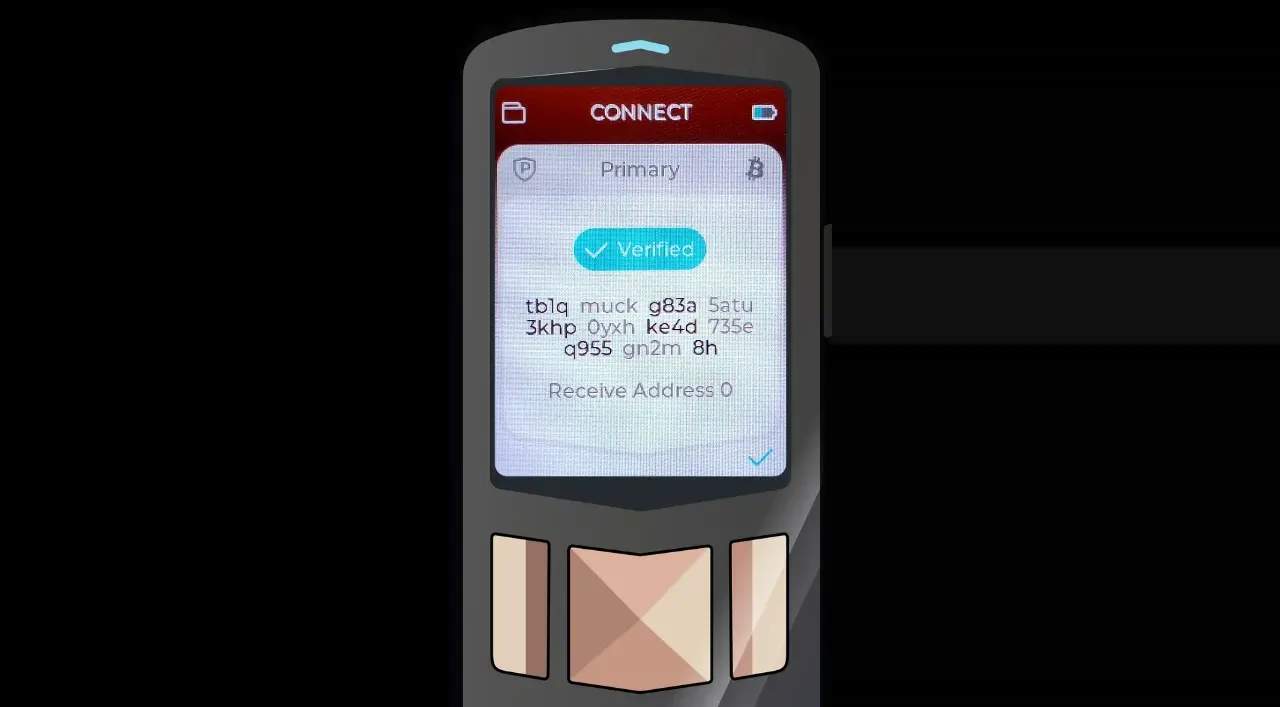 CONNECT
Primary
Verified
tb1q muck g83a 5atu
3khp 0yxh ke4d 735e
q955 gn2m 8h
Receive Address 0